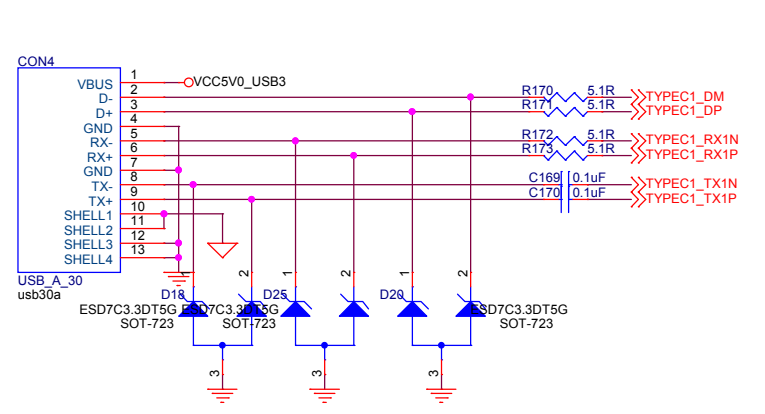 CON4
1
VBUS
VCC5V0_USB3
2
D-
R170
5.1R
TYPEC1_DM
3
D+
R171
5.1R
TYPEC1_DP
4
GND
5
RX-
R172
5.1R
TYPEC1_RX1N
6
RX+
R173
5.1R
TYPEC1_RX1P
7
GND
8
TX-
C169
0.1uF
TYPEC1_TX1N
9
TX+
C170
0.1uF
TYPEC1_TX1P
10
SHELL1
11
SHELL2
12
SHELL3
13
SHELL4
USB_A_30
usb30a
1
2
1
2
1
2
D18
D25
D20
ESD7C3.3DT5G
SOT-723
ESD7C3.3DT5G
SOT-723
ESD7C3.3DT5G
SOT-723
3
3
3